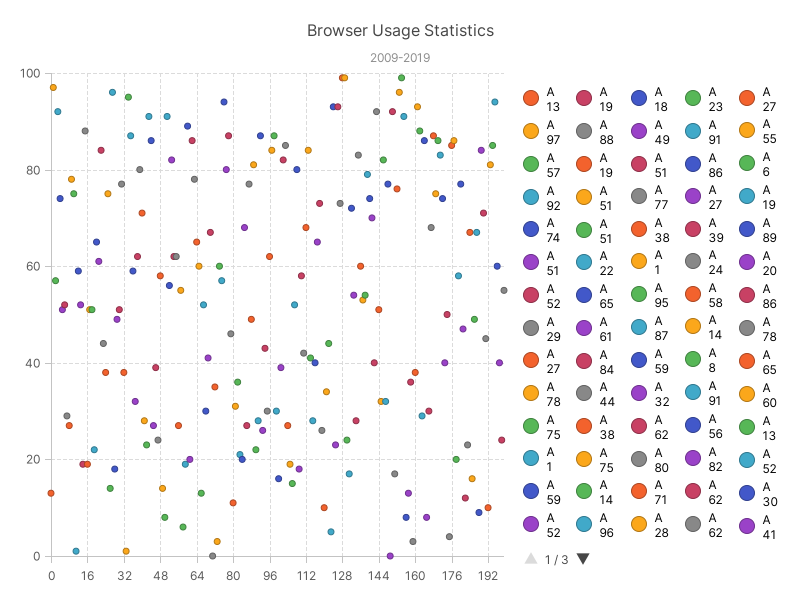 Browser Usage Statistics
2009-2019
100
80
60
40
20
0
0 16 32 48 64 80 96 112 128 144 160 176 192
A 13
A 97
A 57
A 92
A 74
A 51
A 52
A 29
A 27
A 78
A 75
A 1
A 59
A 52
A 19
A 88
A 19
A 51
A 51
A 22
A 65
A 61
A 84
A 44
A 38
A 75
A 14
A 96
A 18
A 49
A 51
A 77
A 38
A 1
A 95
A 87
A 59
A 32
A 62
A 80
A 71
A 28
A 23
A 91
A 86
A 27
A 39
A 24
A 58
A 14
A 8
A 91
A 56
A 82
A 62
A 62
A 27
A 55
A 6
A 19
A 89
A 20
A 86
A 78
A 65
A 60
A 13
A 52
A 30
A 41
1 / 3